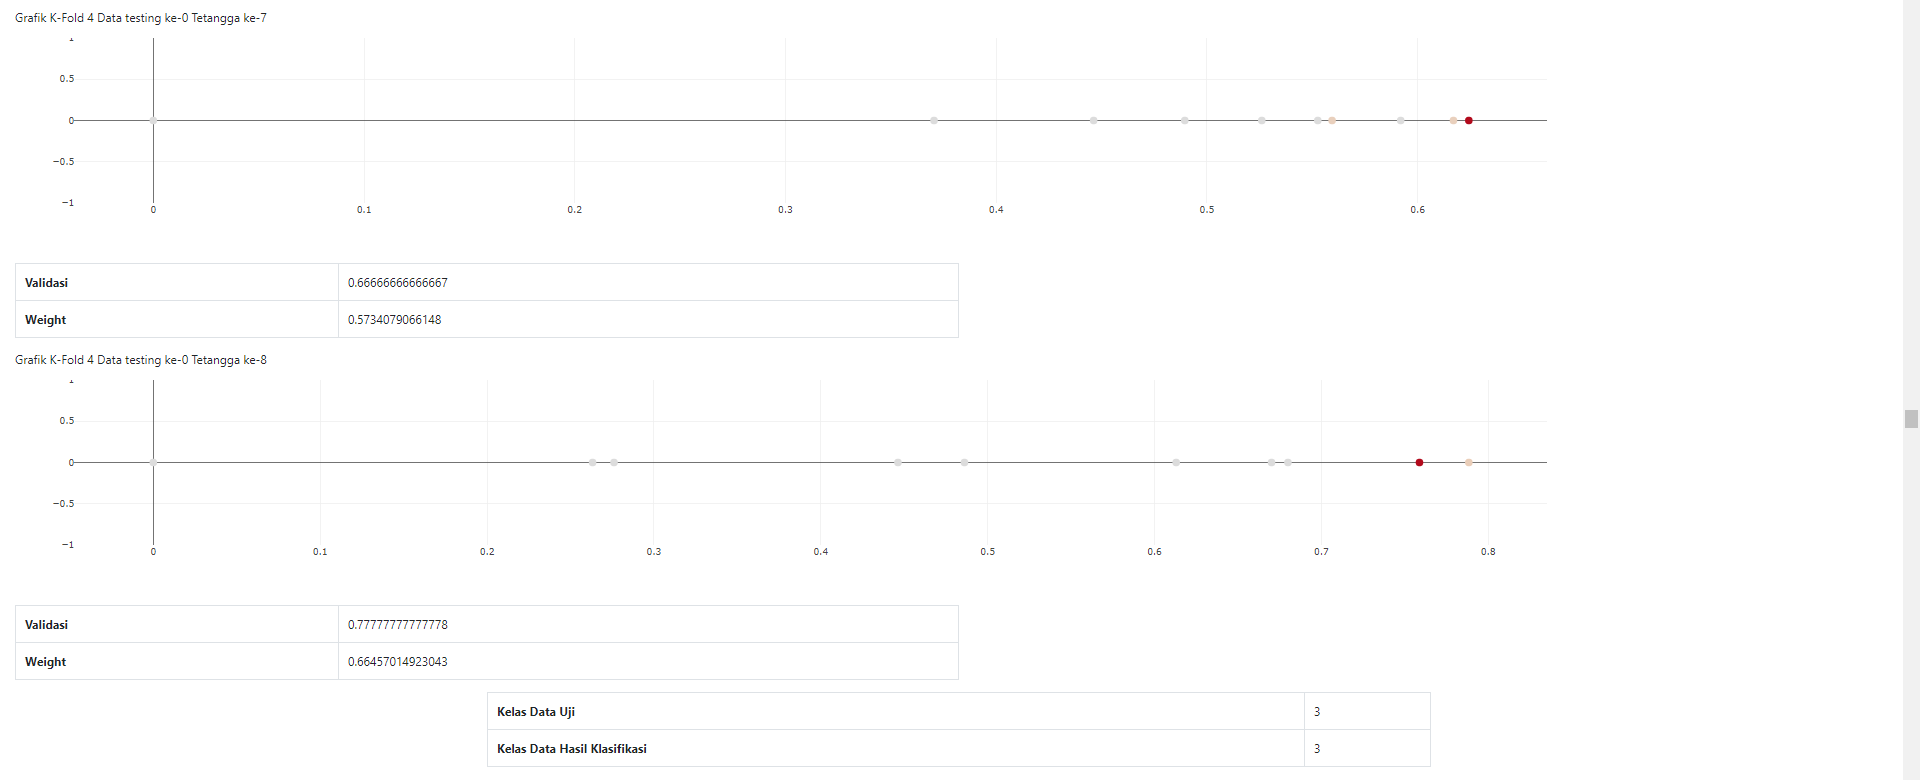 Grafik K-Fold 4 Data testing ke-0 Tetangga ke-7
1
0.5
0
−0.5
−1
0 0.1 0.2 0.3 0.4 0.5 0.6
Validasi 0.66666666666667
Weight 0.5734079066148
Grafik K-Fold 4 Data testing ke-0 Tetangga ke-8
1
0.5
0
−0.5
−1
0 0.1 0.2 0.3 0.4 0.5 0.6 0.7 0.8
Validasi 0.77777777777778
Weight 0.66457014923043
Kelas Data Uji 3
Kelas Data Hasil Klasifikasi 3